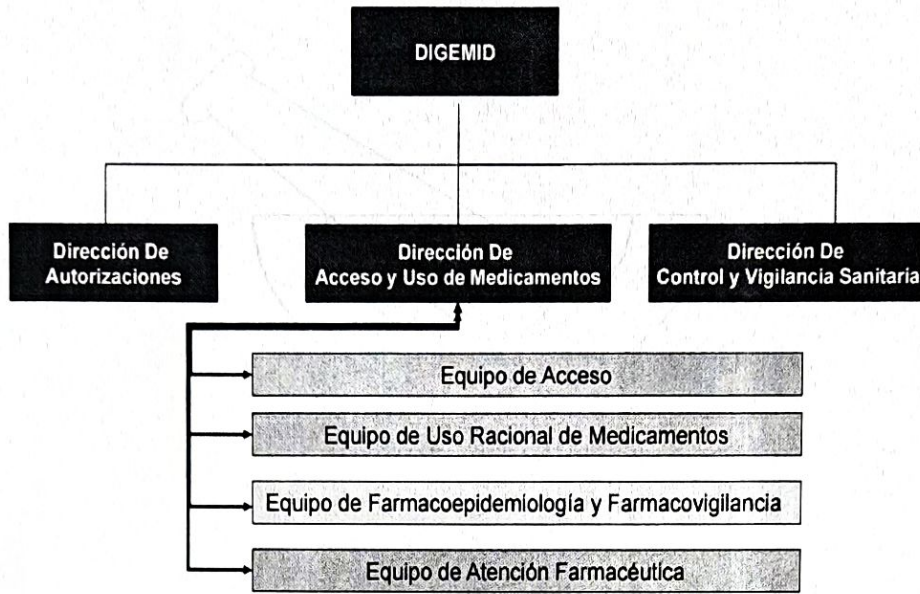 DIGEMID
Dirección De
Autorizaciones
Dirección De
Acceso y Uso de Medicamentos
Dirección De
Control y Vigilancia Sanitaria
Equipo de Acceso
Equipo de Uso Racional de Medicamentos
Equipo de Farmacoepidemiología y Farmacovigilancia
Equipo de Atención Farmacéutica